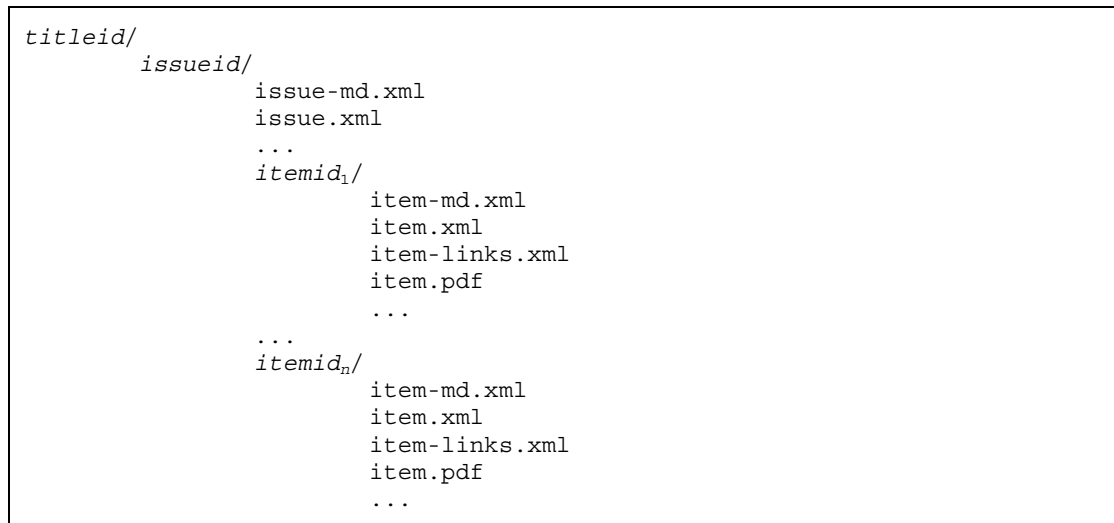 titleid/
issueid/
issue-md.xml
issue.xml
...
itemid₁/
item-md.xml
item.xml
item-links.xml
item.pdf
...
...
itemidₙ/
item-md.xml
item.xml
item-links.xml
item.pdf
...